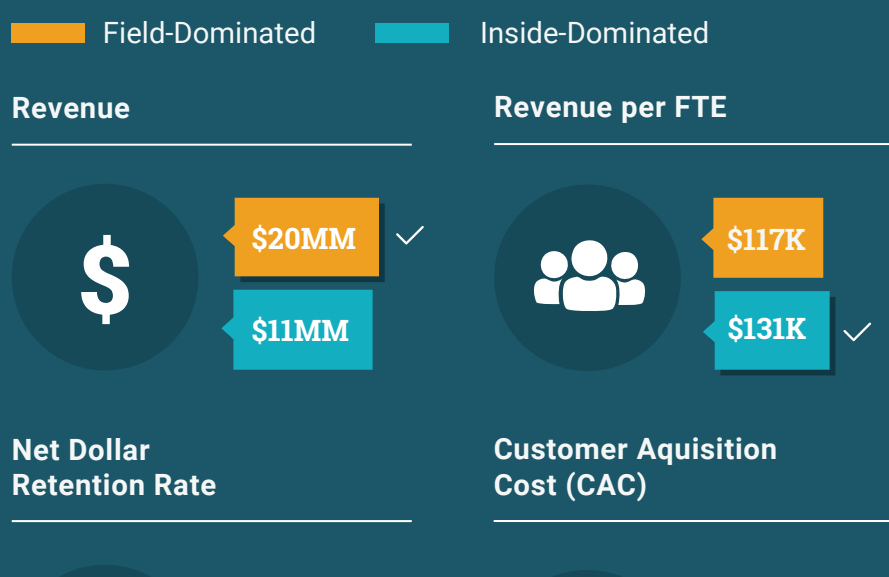 Field-Dominated
Inside-Dominated
Revenue
$20MM
$11MM
Revenue per FTE
$117K
$131K
Net Dollar
Retention Rate
Customer Aquisition
Cost (CAC)